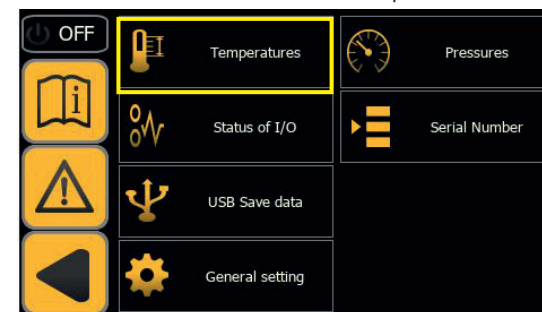 OFF
Temperatures
Pressures
Status of I/O
Serial Number
USB Save data
General setting